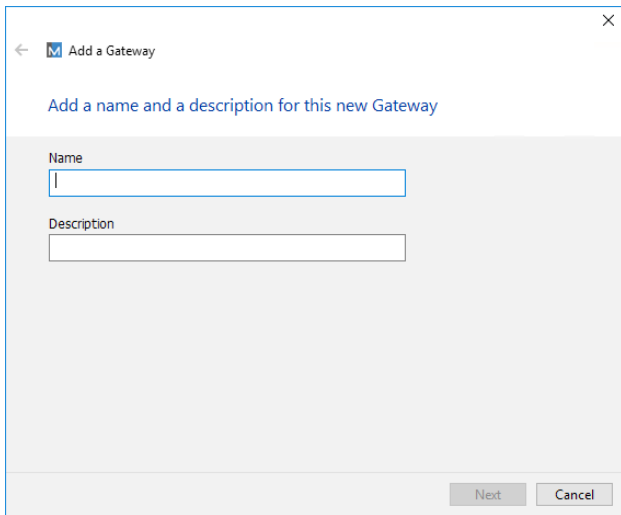 Add a Gateway
Add a name and a description for this new Gateway
Name
Description
Next
Cancel